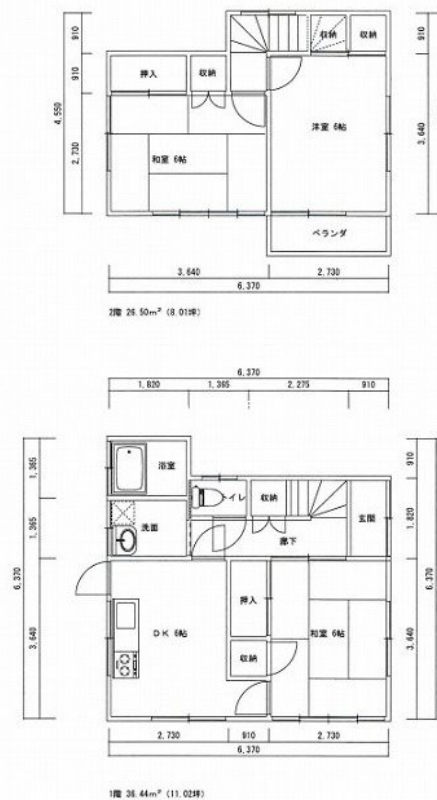 収納 収納
押入 収納
洋室 6帖
和室 6帖
ベランダ
910
910
4,550
2,730
910
3,640
3,640 2,730
6,370
2階 26.50m² (8.01坪)
6,370
1,820 1,365 2,275 910
浴室
トイレ 収納
玄関
洗面
廊下
押入
DK 6帖
和室 6帖
収納
1,365
1,365
6,370
3,640
910
1,820
6,370
3,640
2,730 910 2,730
6,370
1階 36.44m² (11.02坪)